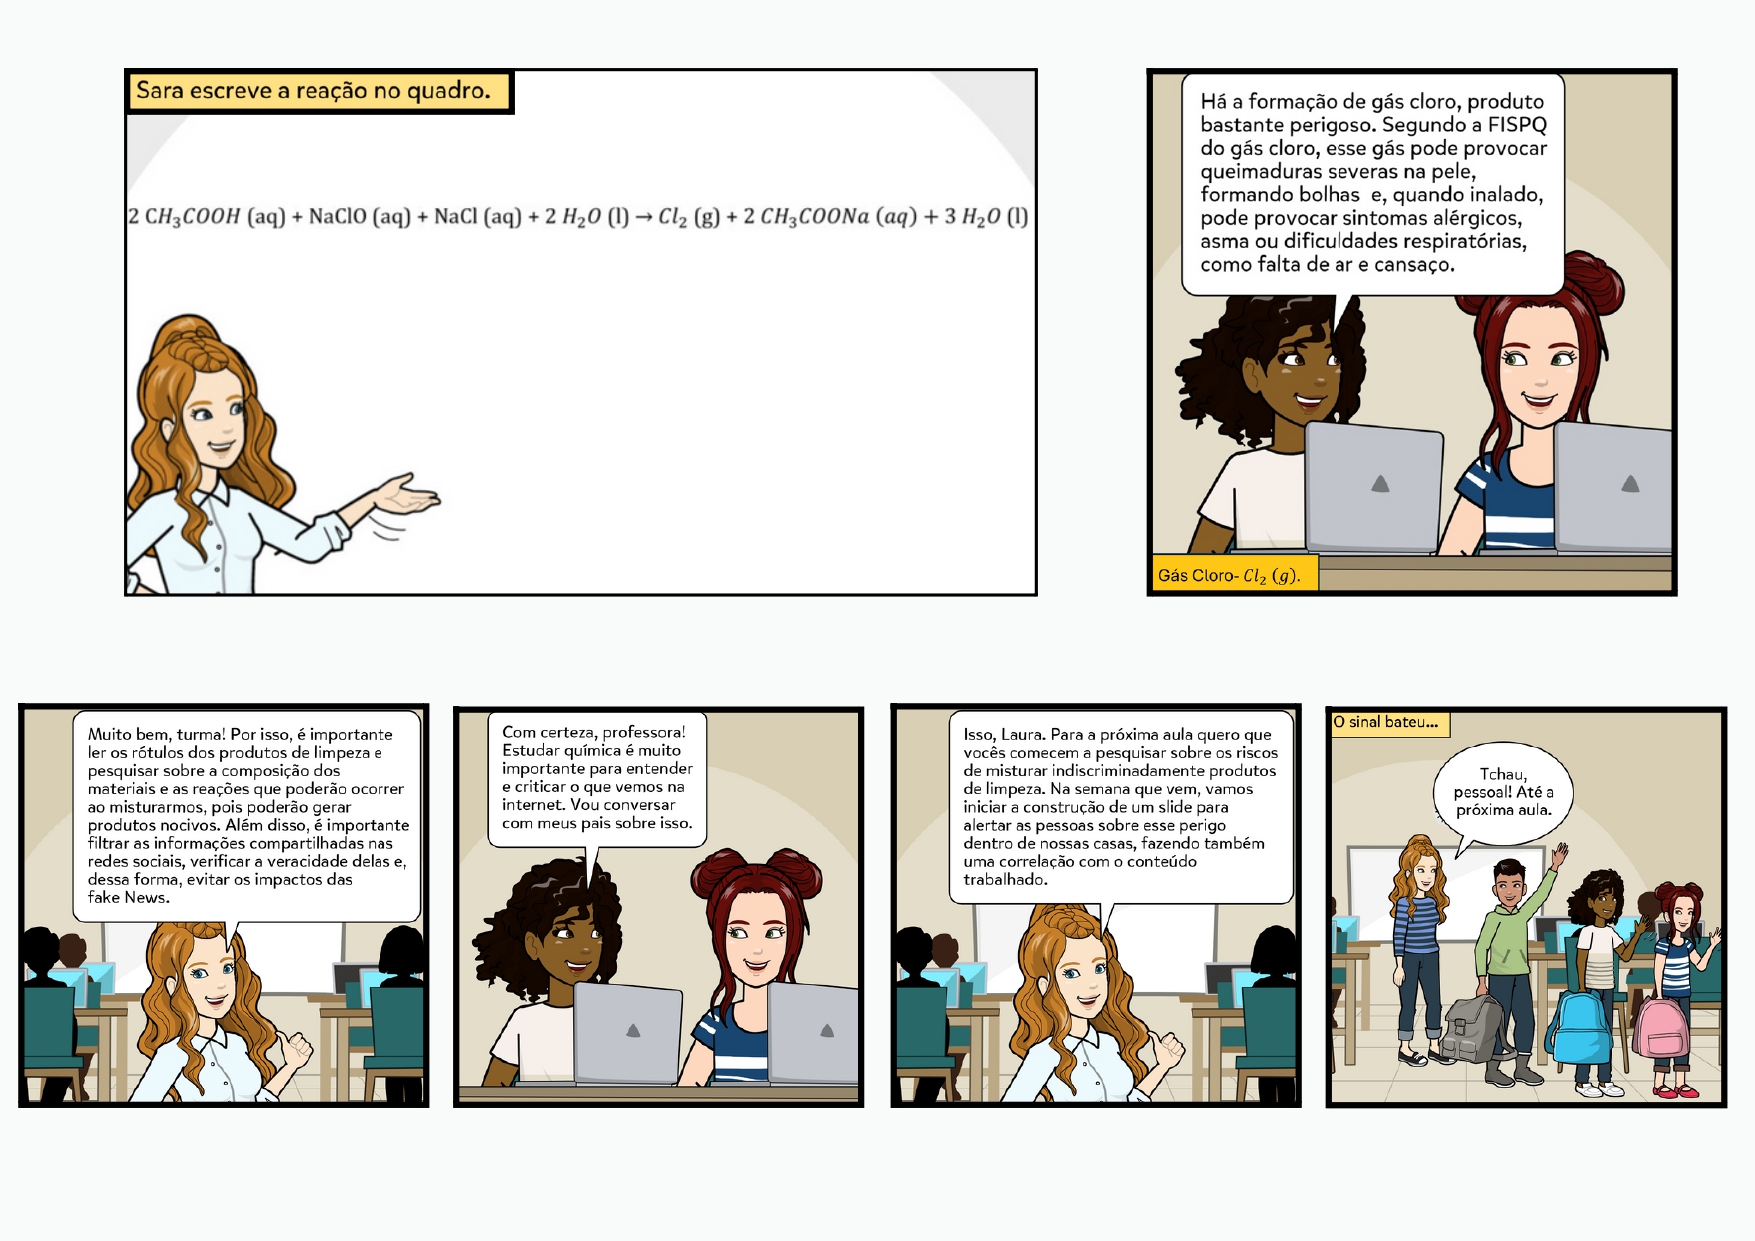 Sara escreve a reação no quadro.
2 CH₃COOH (aq) + NaClO (aq) + NaCl (aq) + 2 H₂O (l) → Cl₂ (g) + 2 CH₃COONa (aq) + 3 H₂O (l)
Há a formação de gás cloro, produto
bastante perigoso. Segundo a FISPQ
do gás cloro, esse gás pode provocar
queimaduras severas na pele,
formando bolhas e, quando inalado,
pode provocar sintomas alérgicos,
asma ou dificuldades respiratórias,
como falta de ar e cansaço.
Gás Cloro- Cl₂ (g).
Muito bem, turma! Por isso, é importante
ler os rótulos dos produtos de limpeza e
pesquisar sobre a composição dos
materiais e as reações que poderão ocorrer
ao misturarmos, pois poderão gerar
produtos nocivos. Além disso, é importante
filtrar as informações compartilhadas nas
redes sociais, verificar a veracidade delas e,
dessa forma, evitar os impactos das
fake News.
Com certeza, professora!
Estudar química é muito
importante para entender
e criticar o que vemos na
internet. Vou conversar
com meus pais sobre isso.
Isso, Laura. Para a próxima aula quero que
vocês comecem a pesquisar sobre os riscos
de misturar indiscriminadamente produtos
de limpeza. Na semana que vem, vamos
iniciar a construção de um slide para
alertar as pessoas sobre esse perigo
dentro de nossas casas, fazendo também
uma correlação com o conteúdo
trabalhado.
O sinal bateu...
Tchau,
pessoal! Até a
próxima aula.